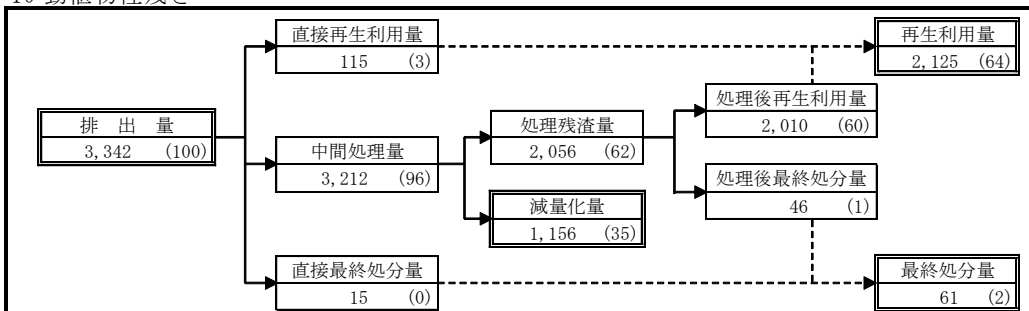 直接再生利用量
115 (3)
再生利用量
2,125 (64)
排 出 量
3,342 (100)
中間処理量
3,212 (96)
処理残渣量
2,056 (62)
処理後再生利用量
2,010 (60)
処理後最終処分量
46 (1)
減量化量
1,156 (35)
直接最終処分量
15 (0)
最終処分量
61 (2)